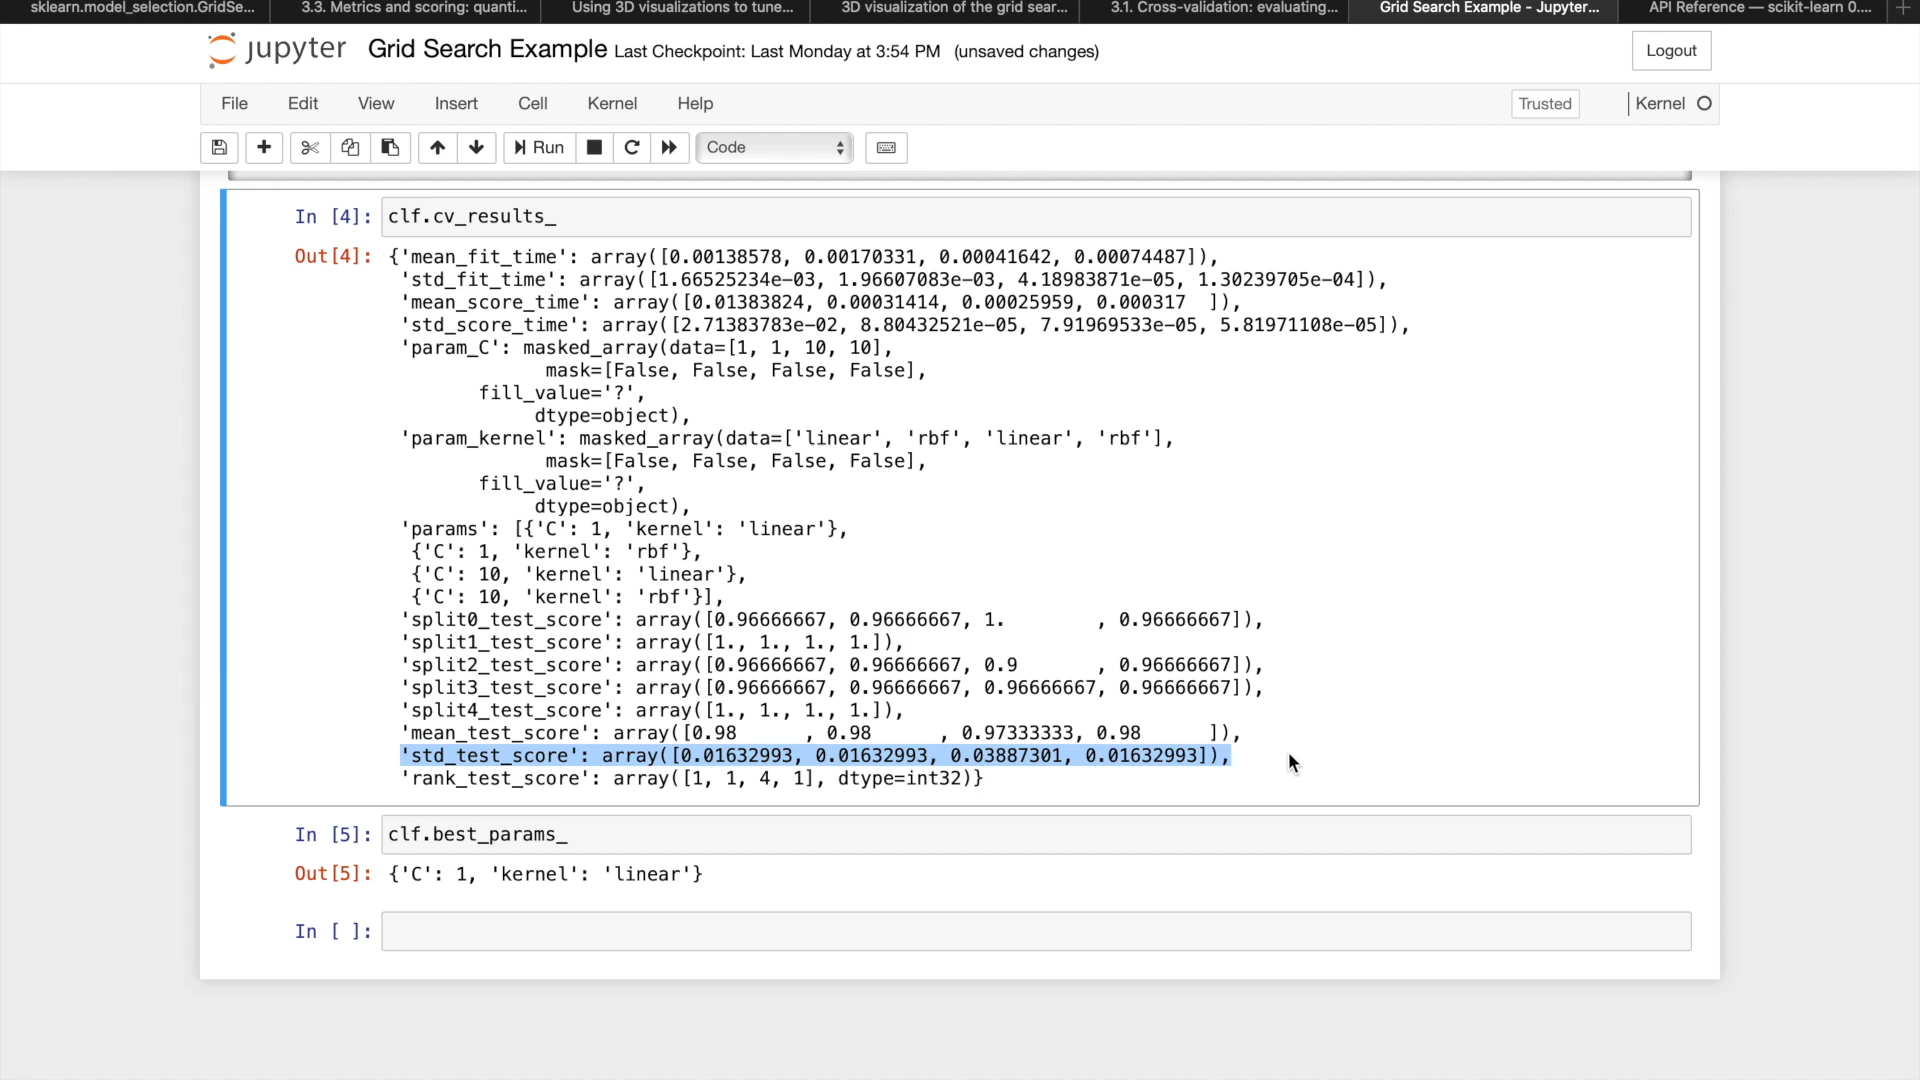 sklearn.model_selection.GridSe... 3.3. Metrics and scoring: quanti... Using 3D visualizations to tune... 3D visualization of the grid sear... 3.1. Cross-validation: evaluating... Grid Search Example - Jupyter... API Reference — scikit-learn 0....
jupyter Grid Search Example Last Checkpoint: Last Monday at 3:54 PM (unsaved changes) Logout
File Edit View Insert Cell Kernel Help Trusted Kernel
Run Code
In [4]: clf.cv_results_
Out[4]: {'mean_fit_time': array([0.00138578, 0.00170331, 0.00041642, 0.00074487]),
'std_fit_time': array([1.66525234e-03, 1.96607083e-03, 4.18983871e-05, 1.30239705e-04]),
'mean_score_time': array([0.01383824, 0.00031414, 0.00025959, 0.000317 ]),
'std_score_time': array([2.71383783e-02, 8.80432521e-05, 7.91969533e-05, 5.81971108e-05]),
'param_C': masked_array(data=[1, 1, 10, 10],
mask=[False, False, False, False],
fill_value='?',
dtype=object),
'param_kernel': masked_array(data=['linear', 'rbf', 'linear', 'rbf'],
mask=[False, False, False, False],
fill_value='?',
dtype=object),
'params': [{'C': 1, 'kernel': 'linear'},
{'C': 1, 'kernel': 'rbf'},
{'C': 10, 'kernel': 'linear'},
{'C': 10, 'kernel': 'rbf'}],
'split0_test_score': array([0.96666667, 0.96666667, 1. , 0.96666667]),
'split1_test_score': array([1., 1., 1., 1.]),
'split2_test_score': array([0.96666667, 0.96666667, 0.9 , 0.96666667]),
'split3_test_score': array([0.96666667, 0.96666667, 0.96666667, 0.96666667]),
'split4_test_score': array([1., 1., 1., 1.]),
'mean_test_score': array([0.98 , 0.98 , 0.97333333, 0.98 ]),
'std_test_score': array([0.01632993, 0.01632993, 0.03887301, 0.01632993]),
'rank_test_score': array([1, 1, 4, 1], dtype=int32)}
In [5]: clf.best_params_
Out[5]: {'C': 1, 'kernel': 'linear'}
In [ ]: